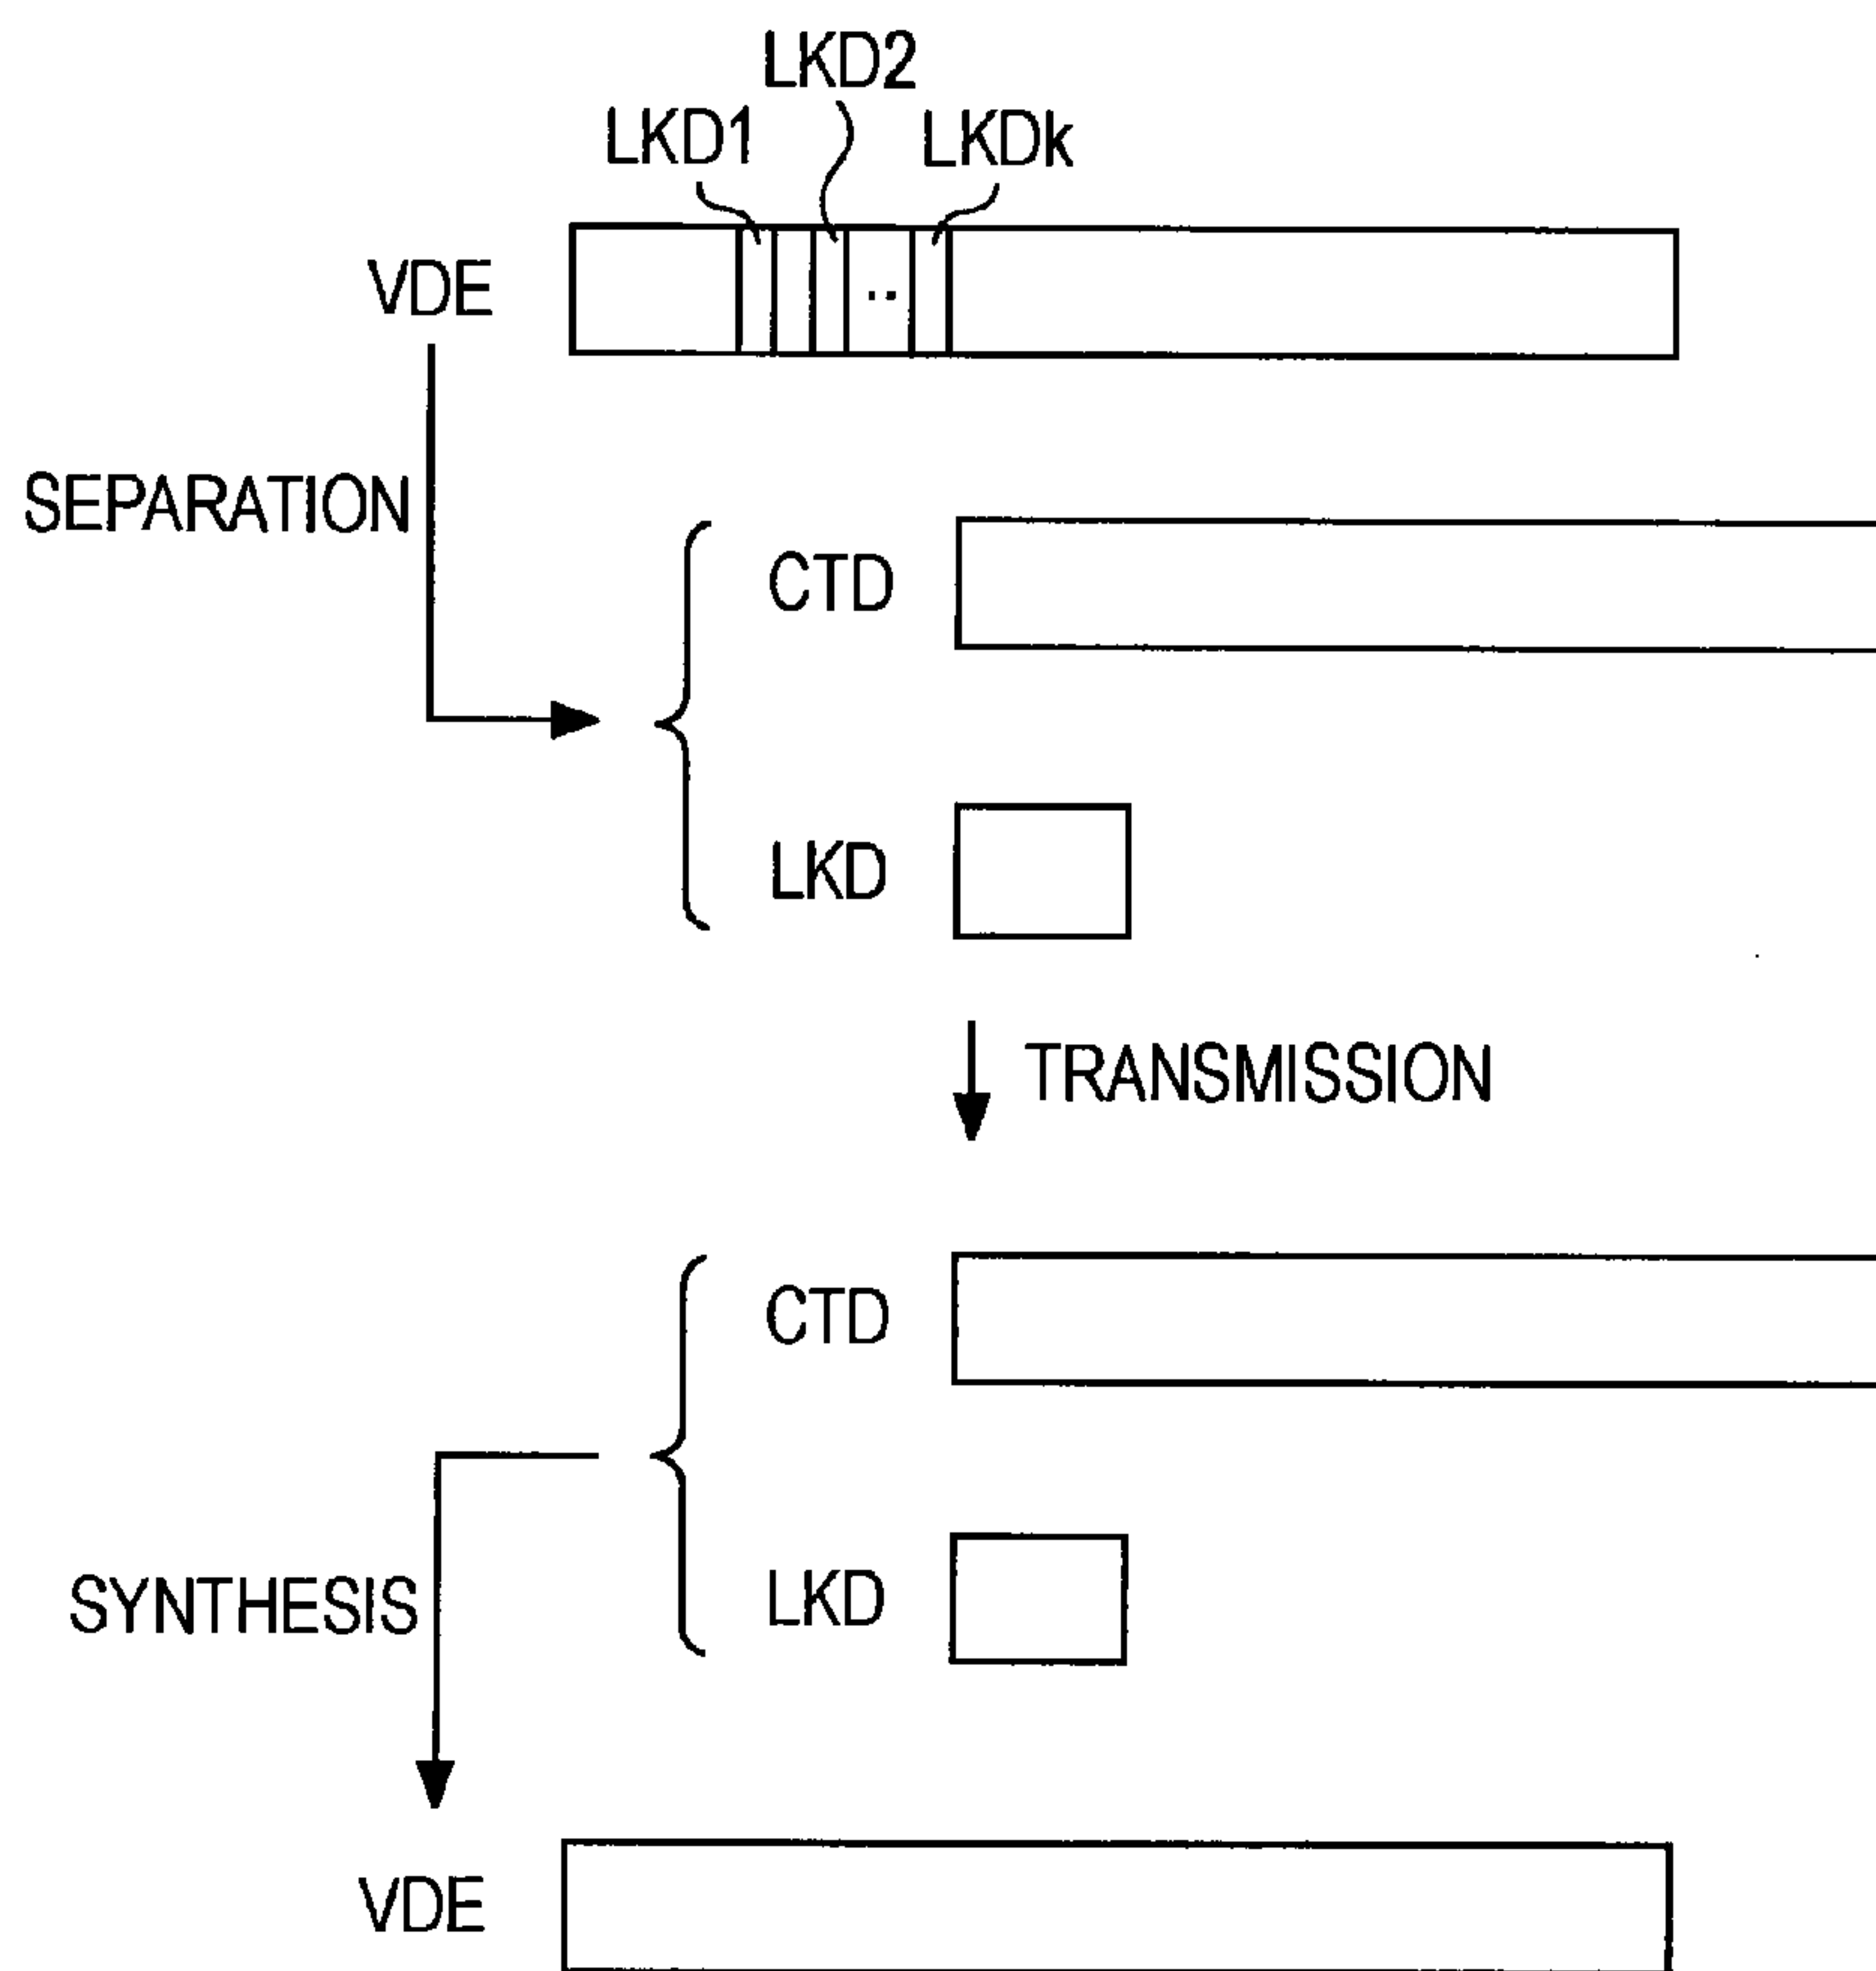 LKD2
LKD1
LKDk
VDE
..
SEPARATION
CTD
LKD
TRANSMISSION
CTD
LKD
SYNTHESIS
VDE